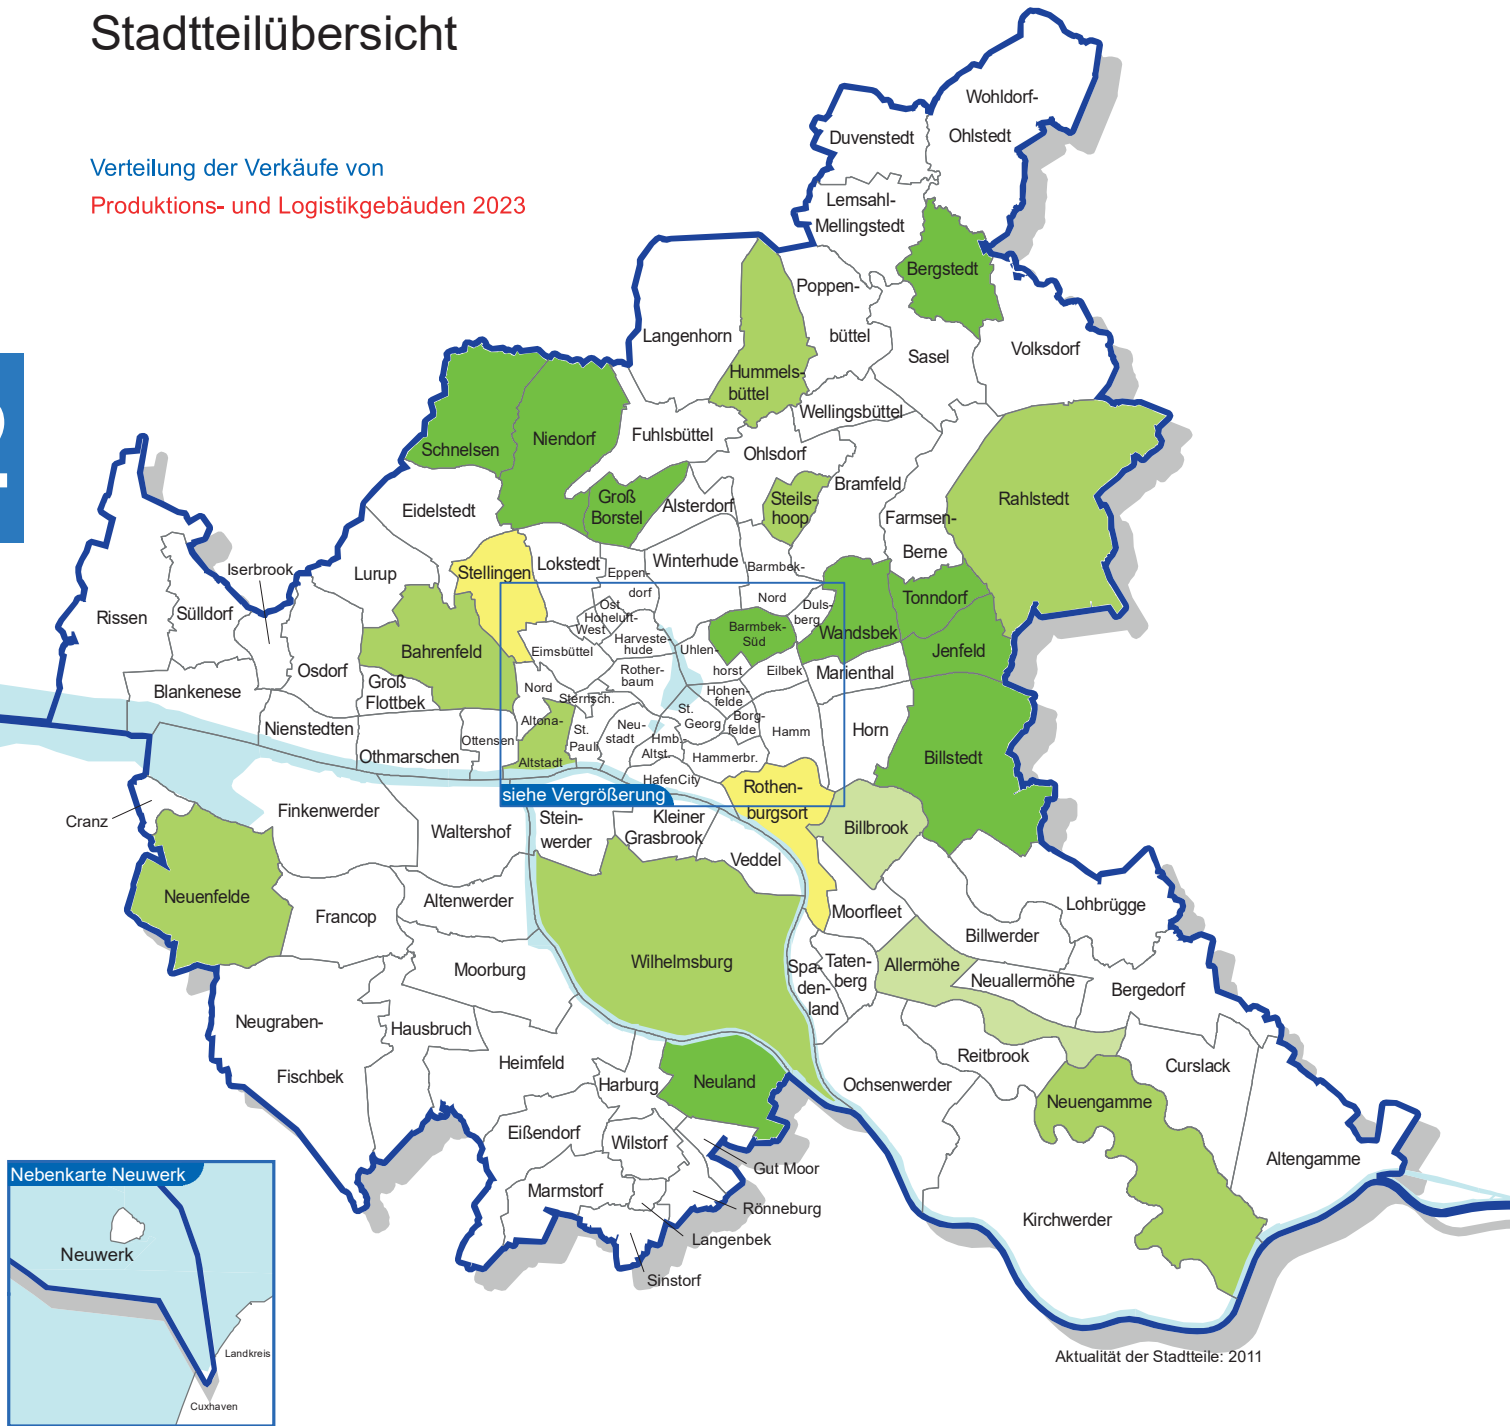 Stadtteilübersicht
Verteilung der Verkäufe von
Produktions- und Logistikgebäuden 2023
Wohldorf-
Ohlstedt
Duvenstedt
Lemsahl-
Mellingstedt
Bergstedt
Poppen-
büttel
Langenhorn
Hummels-
büttel
Sasel
Volksdorf
Wellingsbüttel
Schnelsen
Niendorf
Fuhlsbüttel
Ohlsdorf
Bramfeld
Rahlstedt
Eidelstedt
Groß
Borstel
Alsterdorf
Steils-
hoop
Farmsen-
Berne
Stellingen
Lokstedt
Eppen-
dorf
Winterhude
Barmbek-
Nord
Duls-
berg
Tonndorf
Iserbrook
Lurup
Rissen
Sülldorf
Osdorf
Bahrenfeld
Ost
Hoheluft-
West
Eimsbüttel
Harveste-
hude
Rother-
baum
Uhlen-
horst
Barmbek-
Süd
Eilbek
Wandsbek
Marienthal
Jenfeld
Blankenese
Groß
Flottbek
Nienstedten
Othmarschen
Ottensen
Nord
Altona-
Altstadt
Sternsch.
St.
Pauli
Neu-
stadt
Hmb.-
Altst.
St.
Georg
Hohen-
felde
Borg-
felde
Hamm
Hammerbr.
HafenCity
Horn
Billstedt
siehe Vergrößerung
Rothen-
burgsort
Billbrook
Cranz
Finkenwerder
Waltershof
Stein-
werder
Kleiner
Grasbrook
Veddel
Neuenfelde
Francop
Altenwerder
Moorburg
Wilhelmsburg
Moorfleet
Spa-
den-
land
Taten-
berg
Allermöhe
Billwerder
Lohbrügge
Neuallermöhe
Bergedorf
Neugraben-
Fischbek
Hausbruch
Heimfeld
Harburg
Neuland
Ochsenwerder
Reitbrook
Curslack
Neuengamme
Altengamme
Kirchwerder
Eißendorf
Wilstorf
Marmstorf
Gut Moor
Rönneburg
Langenbek
Sinstorf
Nebenkarte Neuwerk
Neuwerk
Landkreis
Cuxhaven
Aktualität der Stadtteile: 2011